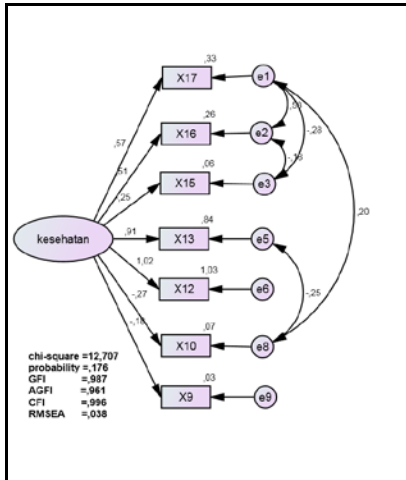 ,33
X17
e1
,57
,26
X16
e2
-,28
,51
-,16
,06
X15
e3
,25
,20
,84
,91
X13
e5
kesehatan
1,02
1,03
X12
e6
-,25
-,27
,07
X10
e8
-,18
chi-square =12,707
probability =,176
GFI =,987
AGFI =,961
CFI =,996
RMSEA =,038
,03
X9
e9